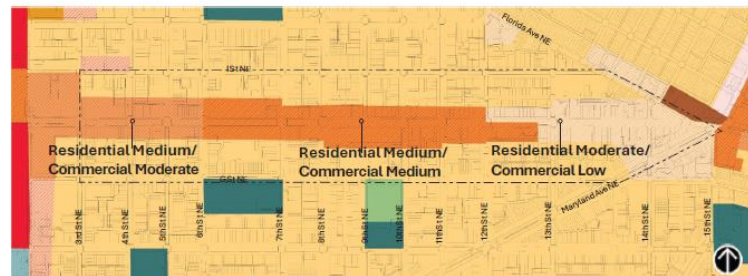 Florida Ave NE
I St NE
Residential Medium/
Commercial Moderate
Residential Medium/
Commercial Medium
Residential Moderate/
Commercial Low
G St NE
Maryland Ave NE
3rd St NE
4th St NE
5th St NE
6th St NE
7th St NE
8th St NE
9th St NE
10th St NE
11th St NE
12th St NE
13th St NE
14th St NE
15th St NE